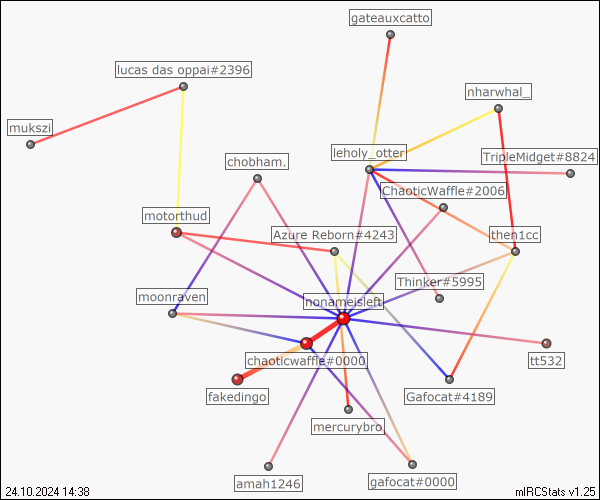 gateauxcatto
lucas das oppai#2396
nharwhal_
mukszi
leholy_otter
chobham.
TripleMidget#8824
ChaoticWaffle#2006
motorthud
Azure Reborn#4243
then1cc
Thinker#5995
moonraven
nonameisleft
chaoticwaffle#0000
tt532
fakedingo
Gafocat#4189
mercurybro
amah1246
gafocat#0000
24.10.2024 14:38
mIRCStats v1.25